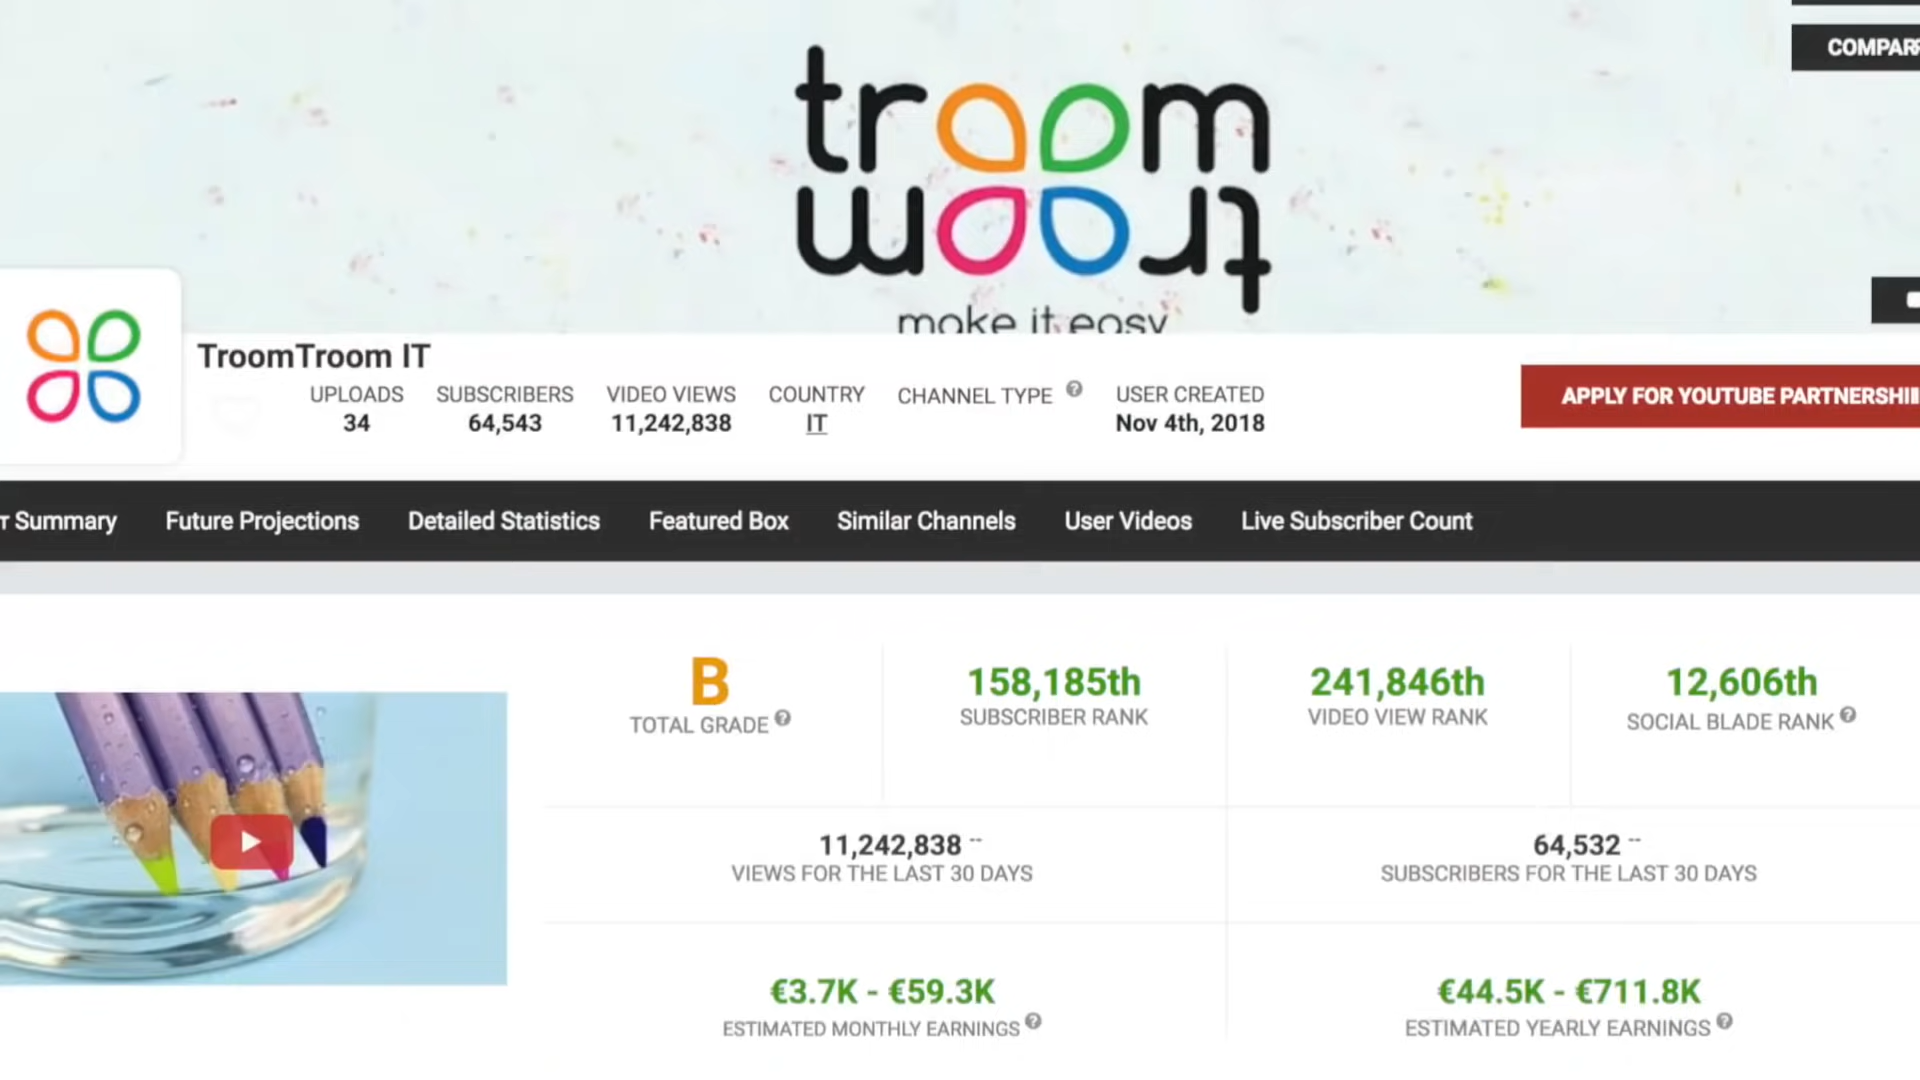 COMPAR
troom
troom
make it easy
TroomTroom IT
UPLOADS SUBSCRIBERS VIDEO VIEWS COUNTRY CHANNEL TYPE USER CREATED
34 64,543 11,242,838 IT Nov 4th, 2018
APPLY FOR YOUTUBE PARTNERSHI
r Summary Future Projections Detailed Statistics Featured Box Similar Channels User Videos Live Subscriber Count
B 158,185th 241,846th 12,606th
TOTAL GRADE SUBSCRIBER RANK VIDEO VIEW RANK SOCIAL BLADE RANK
11,242,838 -- 64,532 --
VIEWS FOR THE LAST 30 DAYS SUBSCRIBERS FOR THE LAST 30 DAYS
€3.7K - €59.3K €44.5K - €711.8K
ESTIMATED MONTHLY EARNINGS ESTIMATED YEARLY EARNINGS